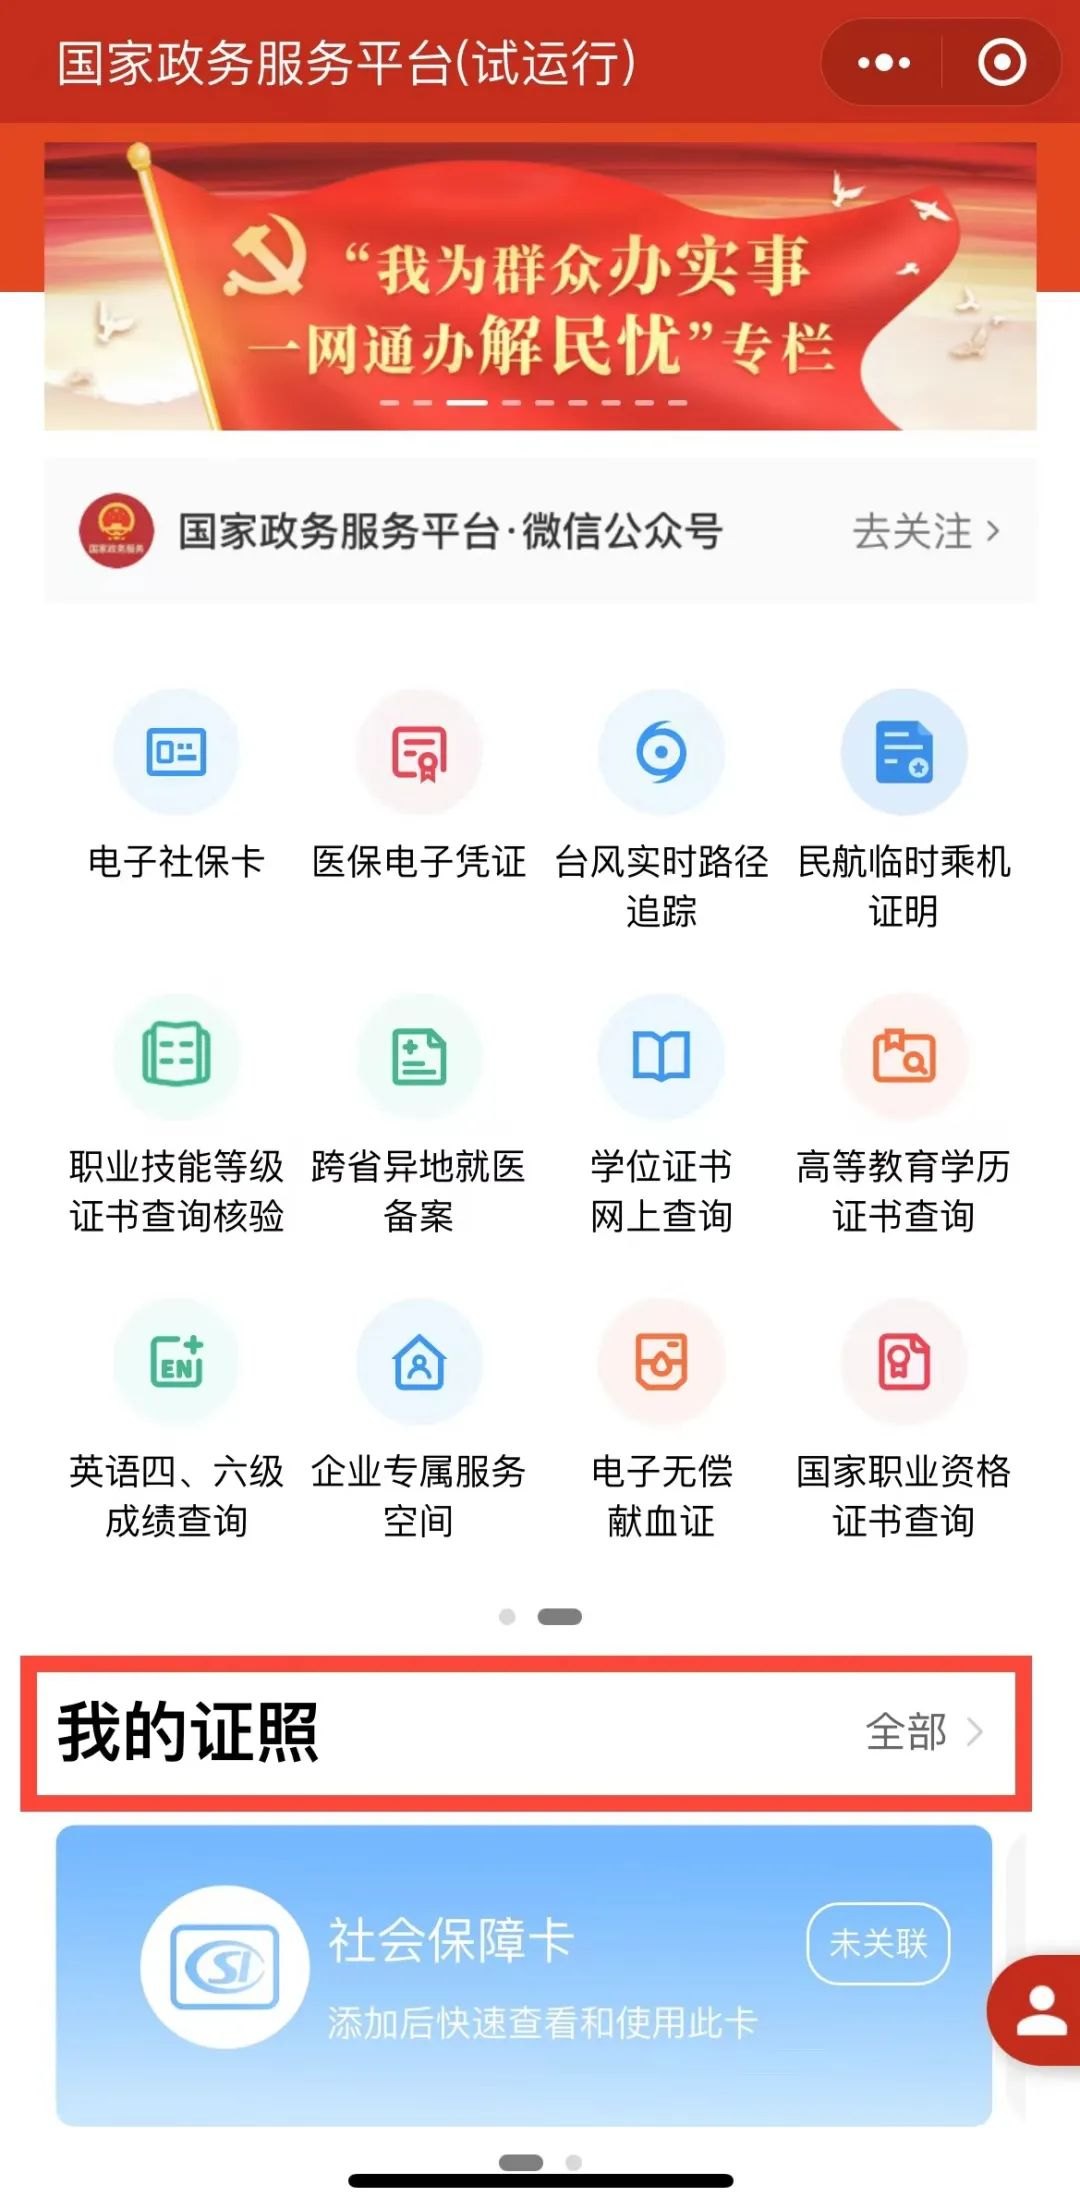 国家政务服务平台(试运行)
“我为群众办实事
一网通办解民忧”专栏
国家政务服务
国家政务服务平台·微信公众号
去关注
电子社保卡
医保电子凭证
台风实时路径
追踪
民航临时乘机
证明
职业技能等级
证书查询核验
跨省异地就医
备案
学位证书
网上查询
高等教育学历
证书查询
EN
英语四、六级
成绩查询
企业专属服务
空间
电子无偿
献血证
国家职业资格
证书查询
我的证照
全部
SI
社会保障卡
未关联
添加后快速查看和使用此卡